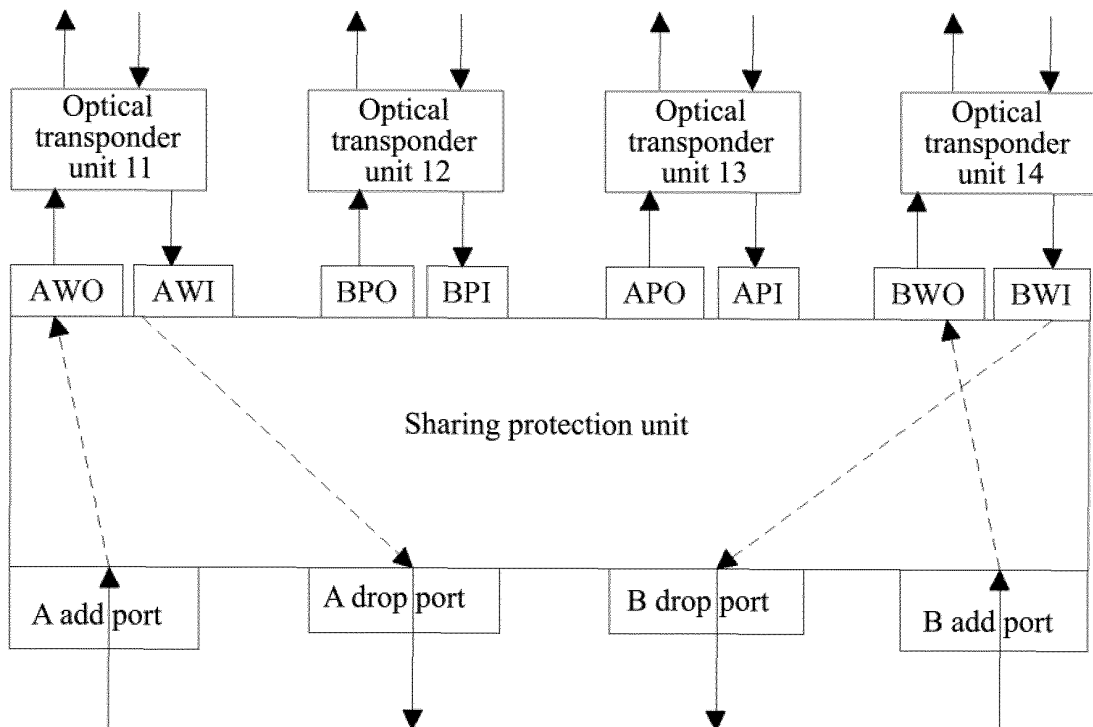 Optical
transponder
unit 11
Optical
transponder
unit 12
Optical
transponder
unit 13
Optical
transponder
unit 14
AWO
AWI
BPO
BPI
APO
API
BWO
BWI
Sharing protection unit
A add port
A drop port
B drop port
B add port